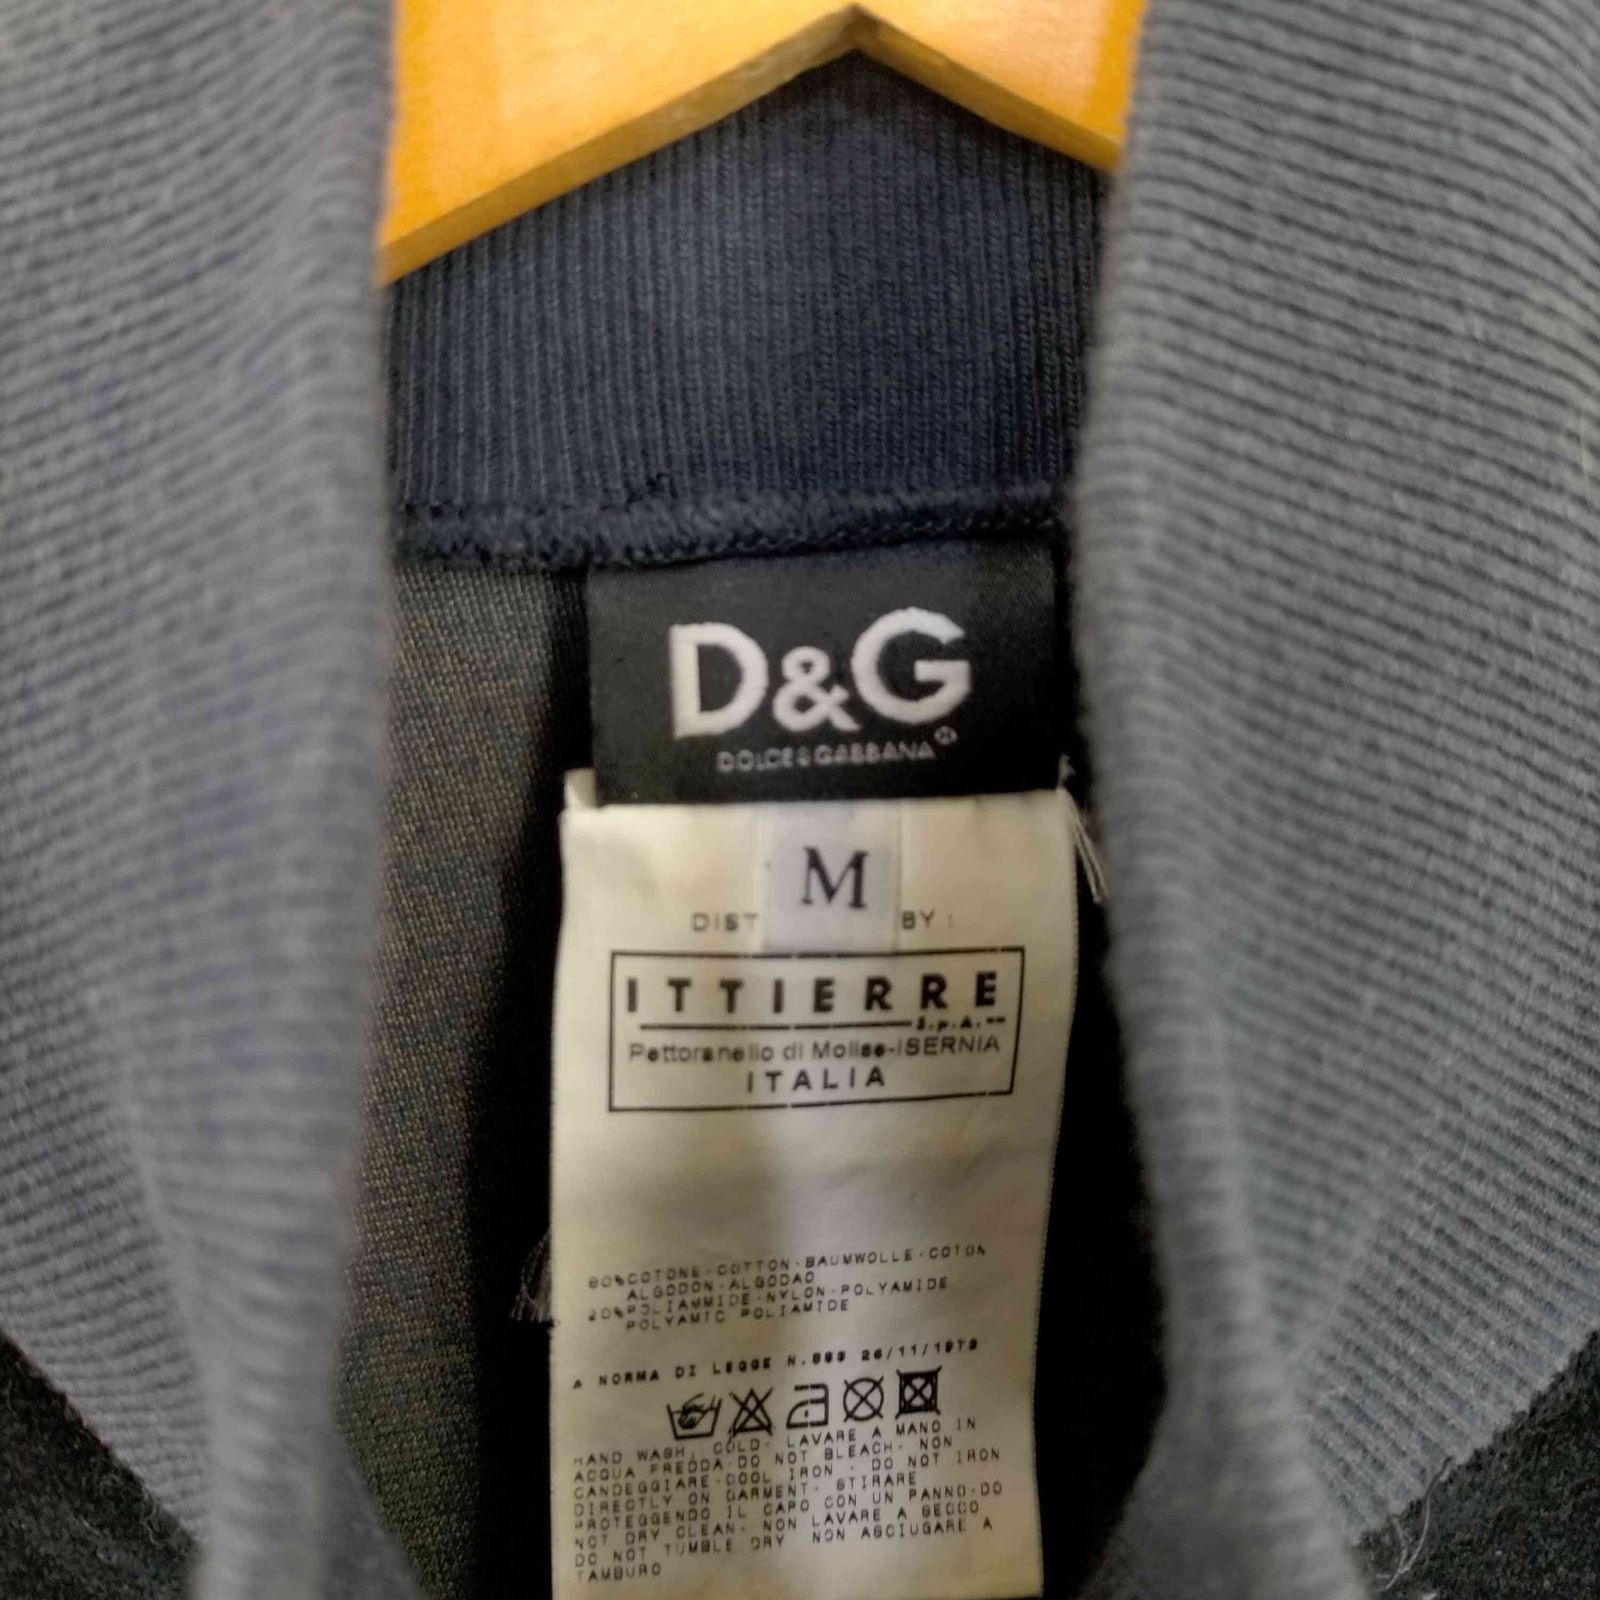 D&G
DOLCE&GABBANA
M
DIST BY :
ITTIERRE
S.p.A.
Pettoranello di Molise-ISERNIA
ITALIA
80%COTONE-COTTON-BAUMWOLLE-COTON
ALGODON-ALGODAO
20%POLIAMMIDE-NYLON-POLYAMIDE
POLYAMIC POLIAMIDE
A NORMA DI LEGGE N.883 26/11/1973
HAND WASH, COLD- LAVARE A MANO IN
ACQUA FREDDA-DO NOT BLEACH- NON
CANDEGGIARE-COOL IRON - DO NOT IRON
DIRECTLY ON GARMENT- STIRARE
PROTEGGENDO IL CAPO CON UN PANNO-DO
NOT DRY CLEAN- NON LAVARE A SECCO
DO NOT TUMBLE DRY NON ASCIUGARE A
TAMBURO